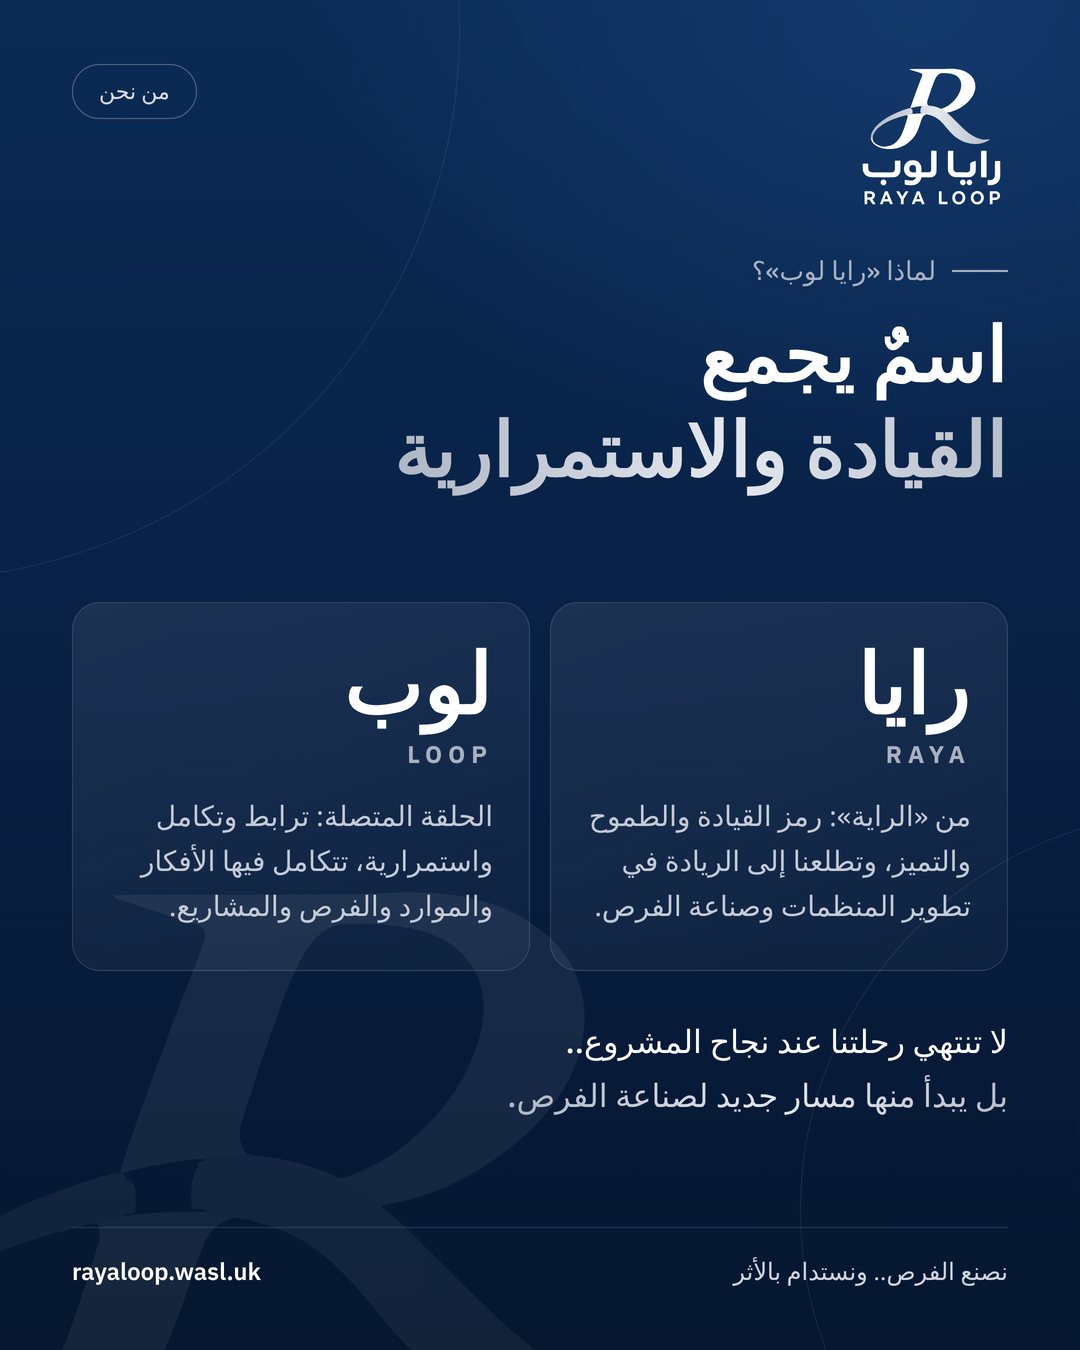 رايا لوب
RAYA LOOP
من نحن
لماذا «رايا لوب»؟
اسمٌ يجمع
القيادة والاستمرارية
رايا
RAYA
من «الراية»: رمز القيادة والطموح
والتميز، وتطلعنا إلى الريادة في
تطوير المنظمات وصناعة الفرص.
لوب
LOOP
الحلقة المتصلة: ترابط وتكامل
واستمرارية، تتكامل فيها الأفكار
والموارد والفرص والمشاريع.
لا تنتهي رحلتنا عند نجاح المشروع..
بل يبدأ منها مسار جديد لصناعة الفرص.
نصنع الفرص.. ونستدام بالأثر
rayaloop.wasl.uk